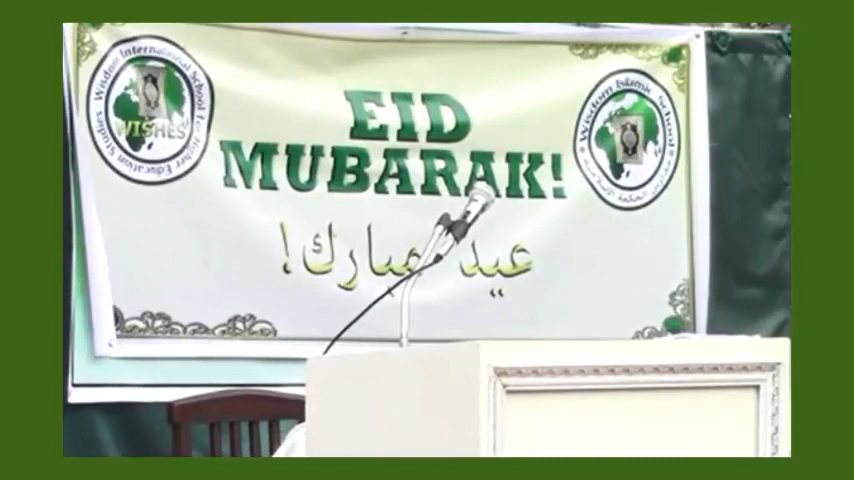 Wisdom International School For Higher Education Studies
WISHES
EID
MUBARAK!
عيد مبارك!
Wisdom Islamic School